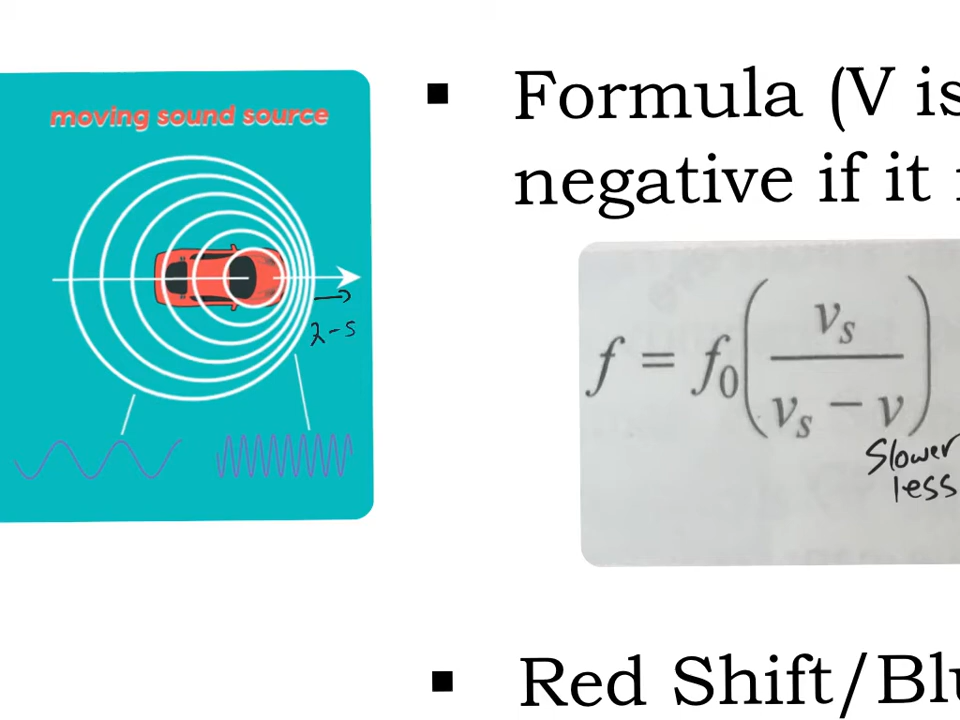 moving sound source
λ-s
Formula (V is
negative if it
f = f₀(vₛ / (vₛ − v))
Slower
less
Red Shift/Blu